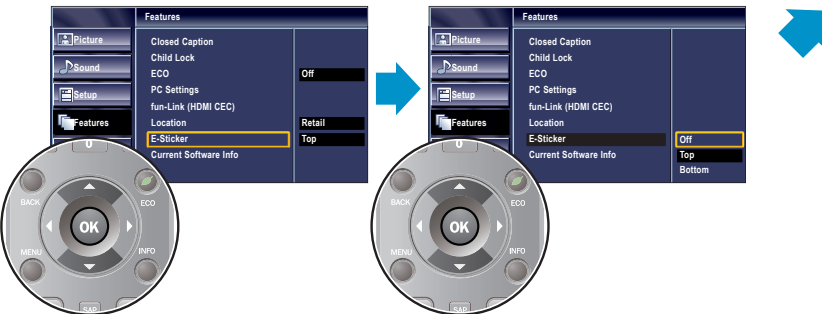 Features
Picture
Sound
Setup
Features
Closed Caption
Child Lock
ECO Off
PC Settings
fun-Link (HDMI CEC)
Location Retail
E-Sticker Top
Current Software Info
0
BACK
ECO
OK
MENU
INFO
SAP
Features
Picture
Sound
Setup
Features
Closed Caption
Child Lock
ECO
PC Settings
fun-Link (HDMI CEC)
Location
E-Sticker Off
Current Software Info Top
Bottom
0
BACK
ECO
OK
MENU
INFO
SAP